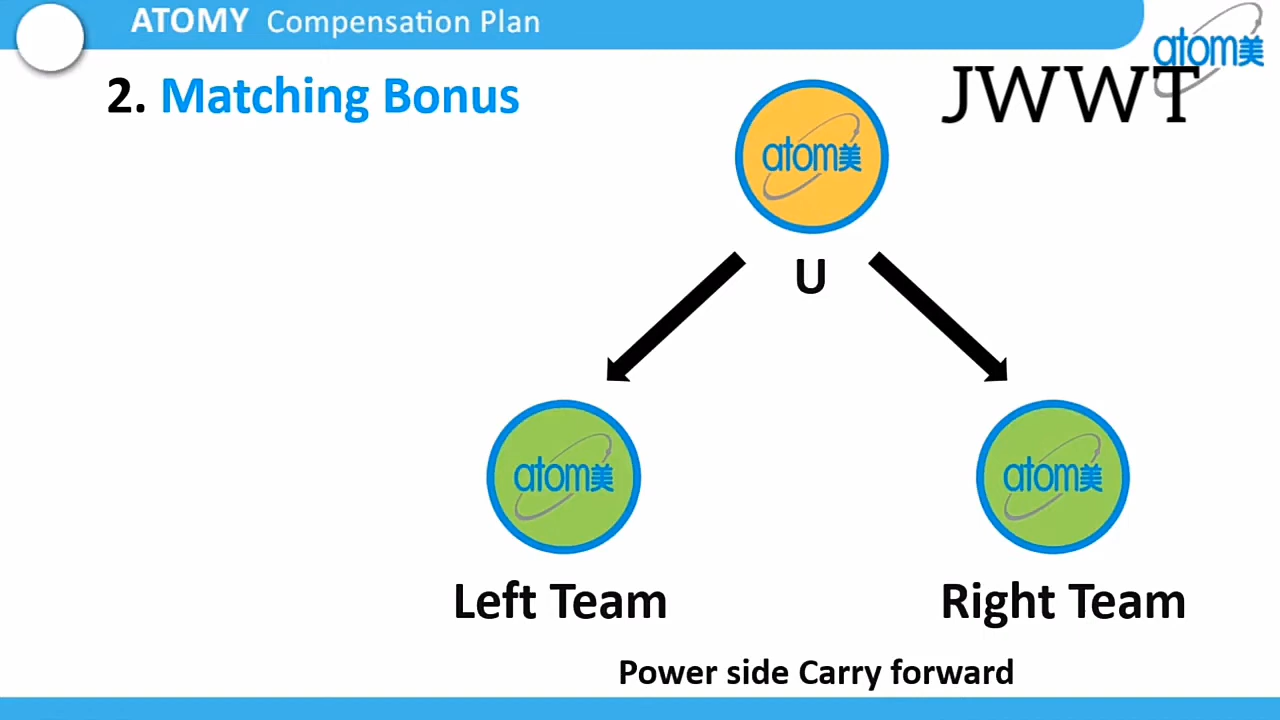 ATOMY Compensation Plan
atom美
JWWT
2. Matching Bonus
atom美
U
atom美
atom美
Left Team
Right Team
Power side Carry forward